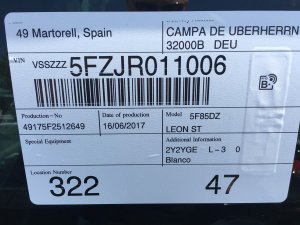 49 Martorell, Spain
CAMPA DE UBERHERRN
32000B DEU
VIN
VSSZZZ 5FZJR011006
Production-No
49175F2512649
Production Date
16/06/2017
Model
5F85DZ
LEON ST
Special Equipment
Additional Information
2Y2YGE L-3 0
Blanco
Location Number
322
47